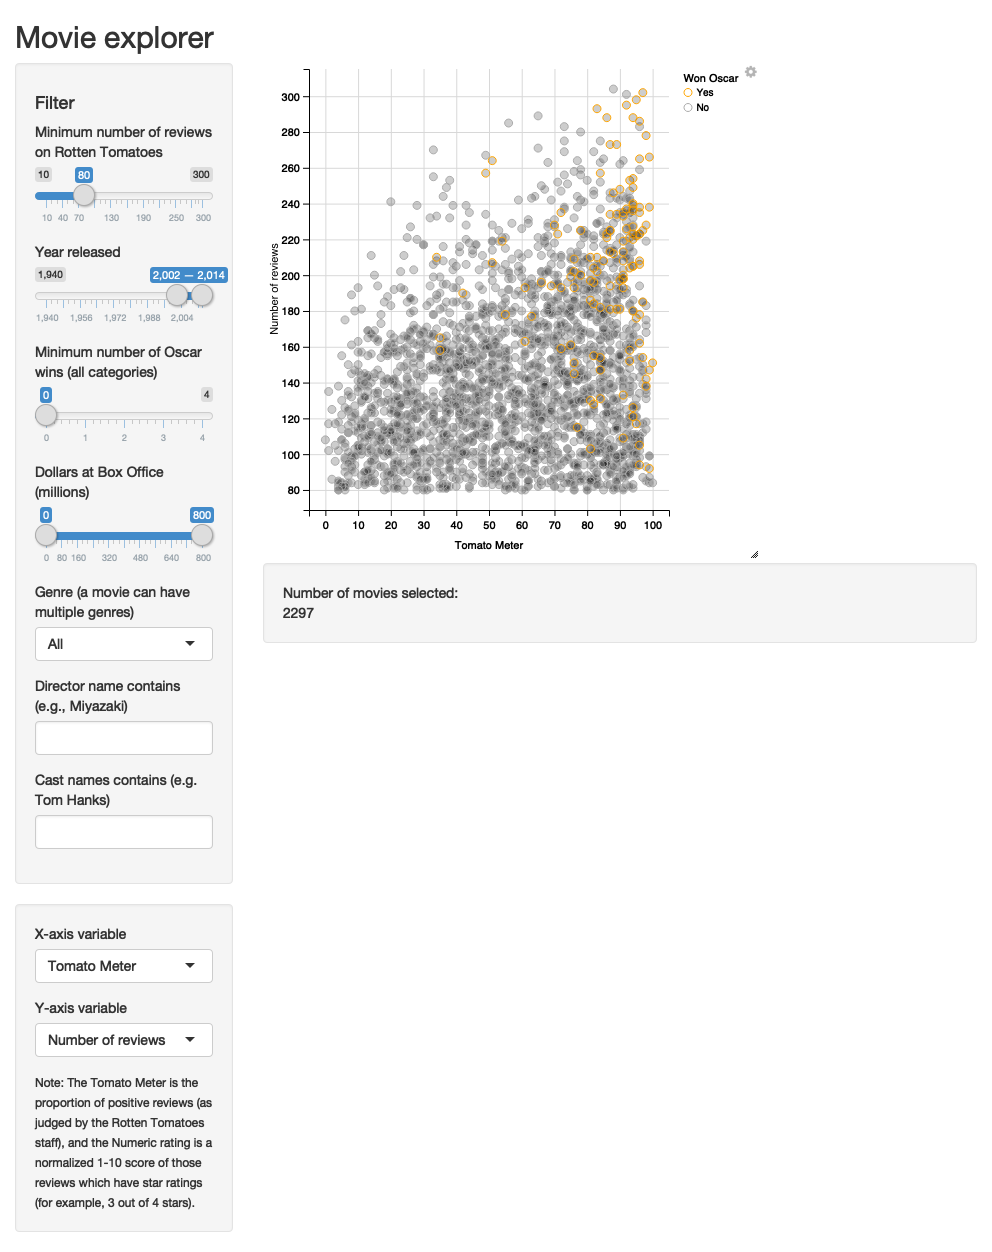 Movie explorer
Filter
Minimum number of reviews
on Rotten Tomatoes
10 80 300
10 40 70 130 190 250 300
Year released
1,940 2,002 — 2,014
1,940 1,956 1,972 1,988 2,004
Minimum number of Oscar
wins (all categories)
0 4
0 1 2 3 4
Dollars at Box Office
(millions)
0 800
0 80 160 320 480 640 800
Genre (a movie can have
multiple genres)
All
Director name contains
(e.g., Miyazaki)
Cast names contains (e.g.
Tom Hanks)
X-axis variable
Tomato Meter
Y-axis variable
Number of reviews
Note: The Tomato Meter is the
proportion of positive reviews (as
judged by the Rotten Tomatoes
staff), and the Numeric rating is a
normalized 1-10 score of those
reviews which have star ratings
(for example, 3 out of 4 stars).
Number of reviews
300
280
260
240
220
200
180
160
140
120
100
80
0 10 20 30 40 50 60 70 80 90 100
Tomato Meter
Won Oscar
Yes
No
Number of movies selected:
2297